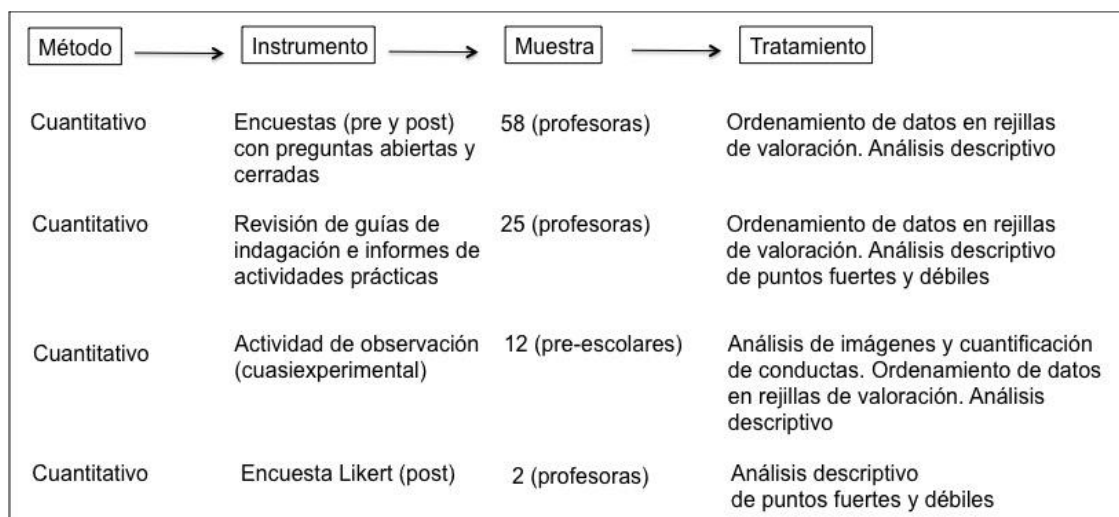 Método
Instrumento
Muestra
Tratamiento
Cuantitativo
Encuestas (pre y post)
con preguntas abiertas y
cerradas
58 (profesoras)
Ordenamiento de datos en rejillas
de valoración. Análisis descriptivo
Cuantitativo
Revisión de guías de
indagación e informes de
actividades prácticas
25 (profesoras)
Ordenamiento de datos en rejillas
de valoración. Análisis descriptivo
de puntos fuertes y débiles
Cuantitativo
Actividad de observación
(cuasiexperimental)
12 (pre-escolares)
Análisis de imágenes y cuantificación
de conductas. Ordenamiento de datos
en rejillas de valoración. Análisis
descriptivo
Cuantitativo
Encuesta Likert (post)
2 (profesoras)
Análisis descriptivo
de puntos fuertes y débiles